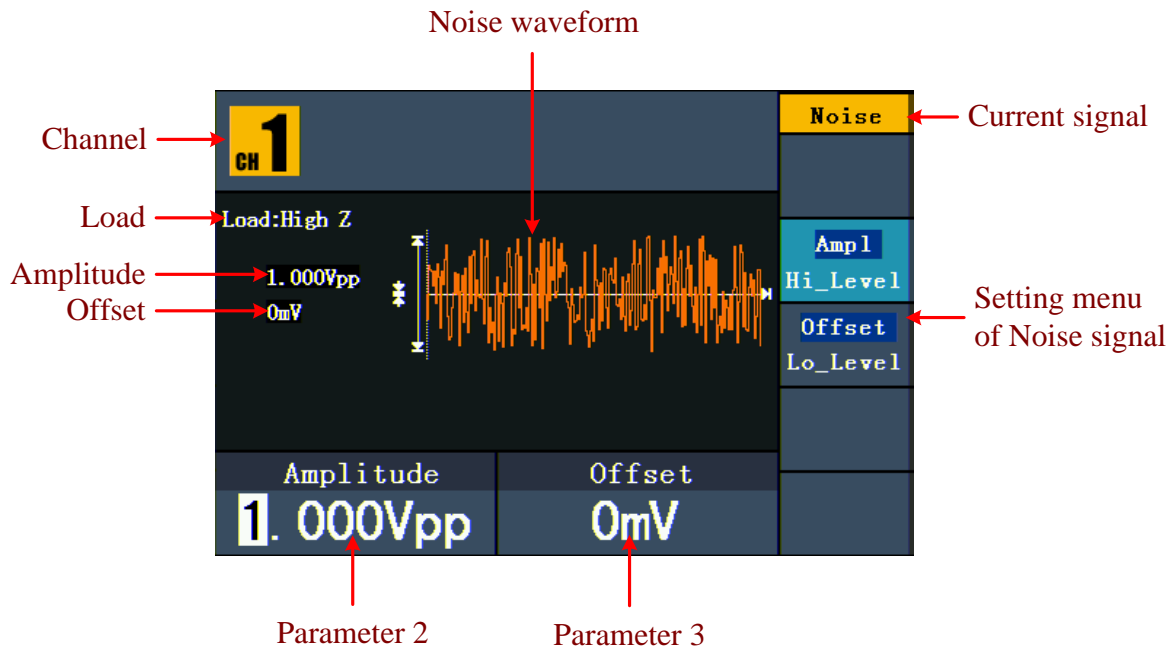 Noise waveform
Channel
CH 1
Noise
Current signal
Load
Load:High Z
Amplitude
1.000Vpp
Offset
0mV
Ampl
Hi_Level
Offset
Lo_Level
Setting menu
of Noise signal
Amplitude
Offset
1.000Vpp
0mV
Parameter 2
Parameter 3